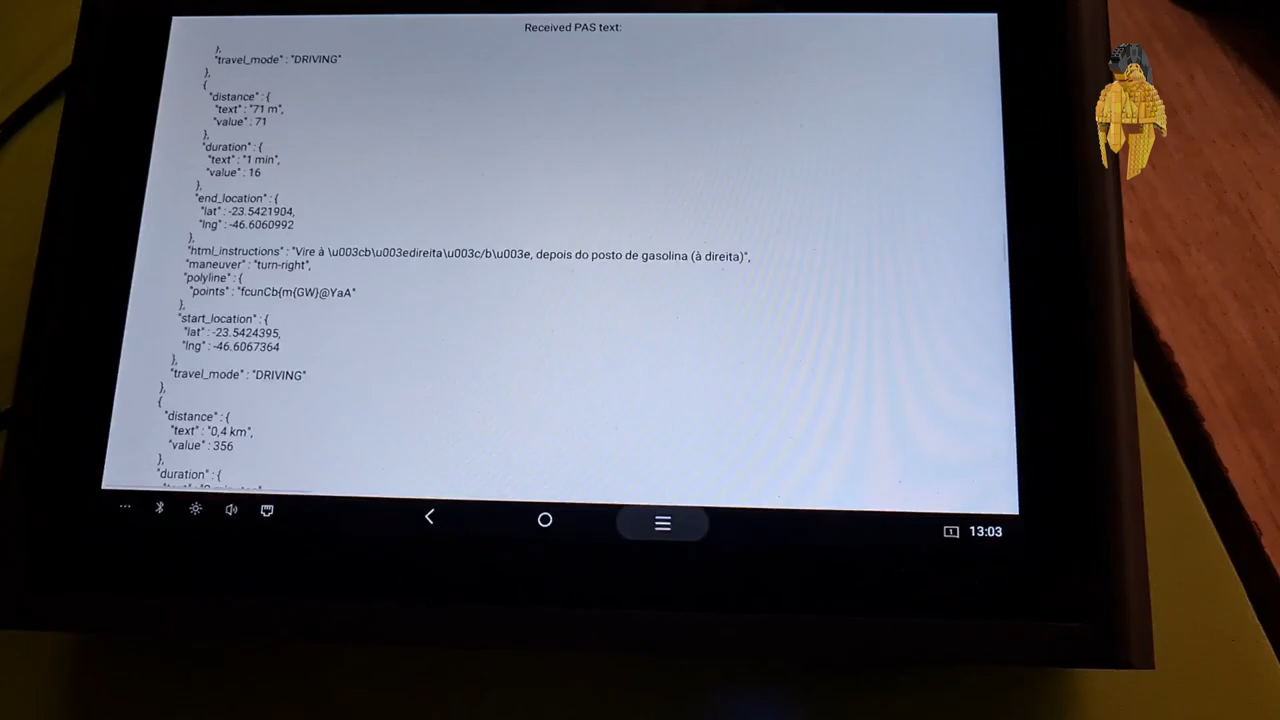 Received PAS text:
},
"travel_mode" : "DRIVING"
},
{
"distance" : {
"text" : "71 m",
"value" : 71
},
"duration" : {
"text" : "1 min",
"value" : 16
},
"end_location" : {
"lat" : -23.5421904,
"lng" : -46.6060992
},
"html_instructions" : "Vire à \u003cb\u003edireita\u003c/b\u003e, depois do posto de gasolina (à direita)",
"maneuver" : "turn-right",
"polyline" : {
"points" : "fcunCb{m{GW}@YaA"
},
"start_location" : {
"lat" : -23.5424395,
"lng" : -46.6067364
},
"travel_mode" : "DRIVING"
},
{
"distance" : {
"text" : "0,4 km",
"value" : 356
},
"duration" : {
1 13:03